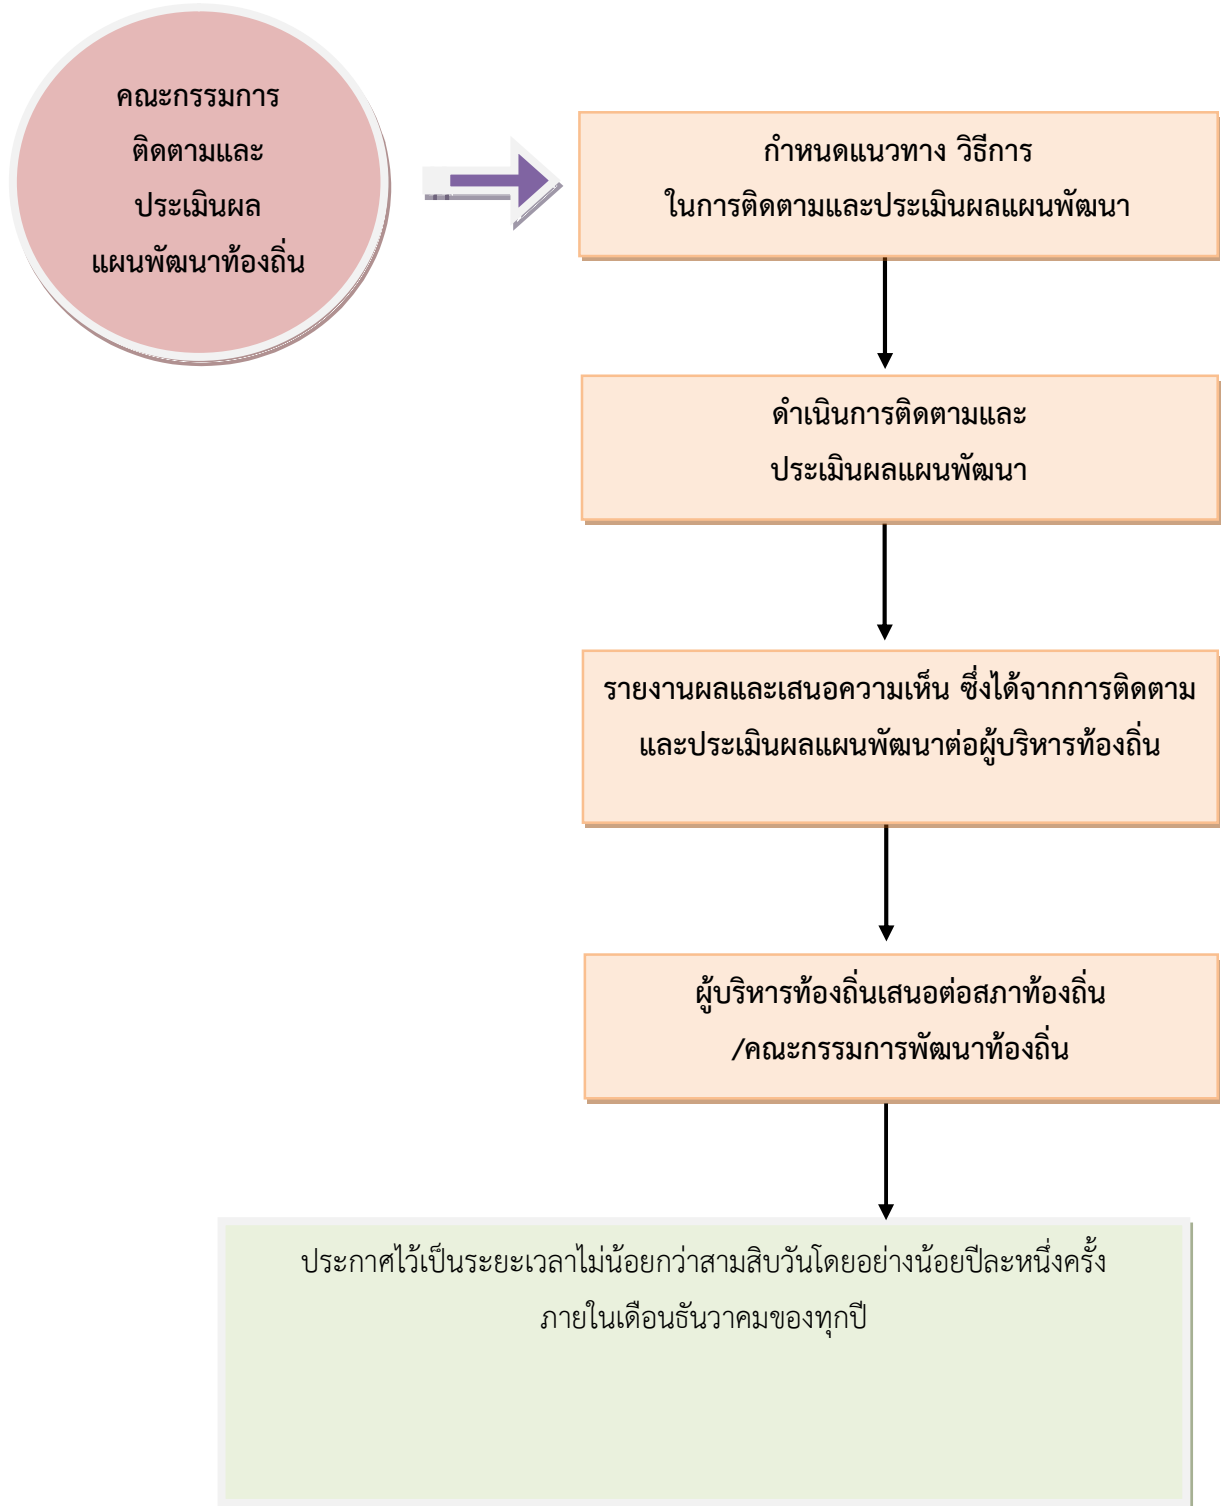 คณะกรรมการ
ติดตามและ
ประเมินผล
แผนพัฒนาท้องถิ่น
กำหนดแนวทาง วิธีการ
ในการติดตามและประเมินผลแผนพัฒนา
ดำเนินการติดตามและ
ประเมินผลแผนพัฒนา
รายงานผลและเสนอความเห็น ซึ่งได้จากการติดตาม
และประเมินผลแผนพัฒนาต่อผู้บริหารท้องถิ่น
ผู้บริหารท้องถิ่นเสนอต่อสภาท้องถิ่น
/คณะกรรมการพัฒนาท้องถิ่น
ประกาศไว้เป็นระยะเวลาไม่น้อยกว่าสามสิบวันโดยอย่างน้อยปีละหนึ่งครั้ง
ภายในเดือนธันวาคมของทุกปี